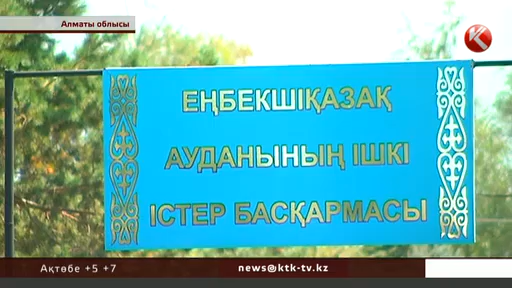 Алматы облысы
ЕҢБЕКШІҚАЗАҚ
АУДАНЫНЫҢ ІШКІ
ІСТЕР БАСҚАРМАСЫ
Ақтөбе +5 +7
news@ktk-tv.kz